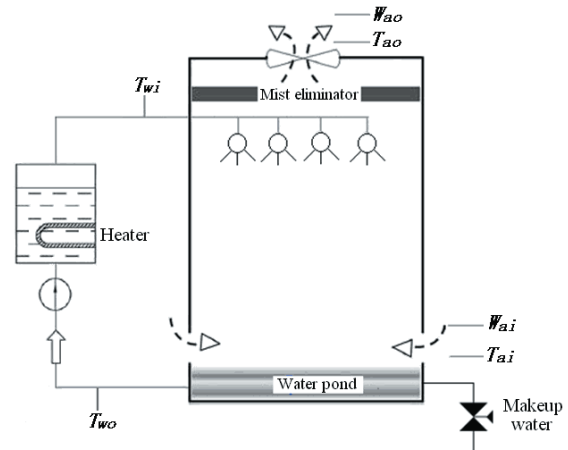 Wao
Tao
Twi
Mist eliminator
Heater
Wai
Tai
Water pond
Two
Makeup
water